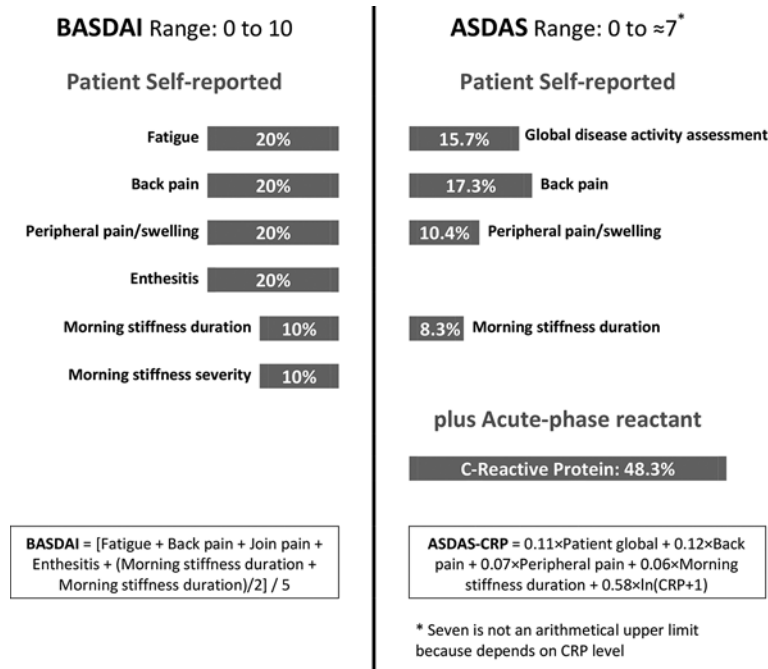 BASDAI Range: 0 to 10
Patient Self-reported
Fatigue 20%
Back pain 20%
Peripheral pain/swelling 20%
Enthesitis 20%
Morning stiffness duration 10%
Morning stiffness severity 10%
BASDAI = [Fatigue + Back pain + Join pain +
Enthesitis + (Morning stiffness duration +
Morning stiffness duration)/2] / 5
ASDAS Range: 0 to ≈7*
Patient Self-reported
15.7% Global disease activity assessment
17.3% Back pain
10.4% Peripheral pain/swelling
8.3% Morning stiffness duration
plus Acute-phase reactant
C-Reactive Protein: 48.3%
ASDAS-CRP = 0.11×Patient global + 0.12×Back
pain + 0.07×Peripheral pain + 0.06×Morning
stiffness duration + 0.58×ln(CRP+1)
* Seven is not an arithmetical upper limit
because depends on CRP level